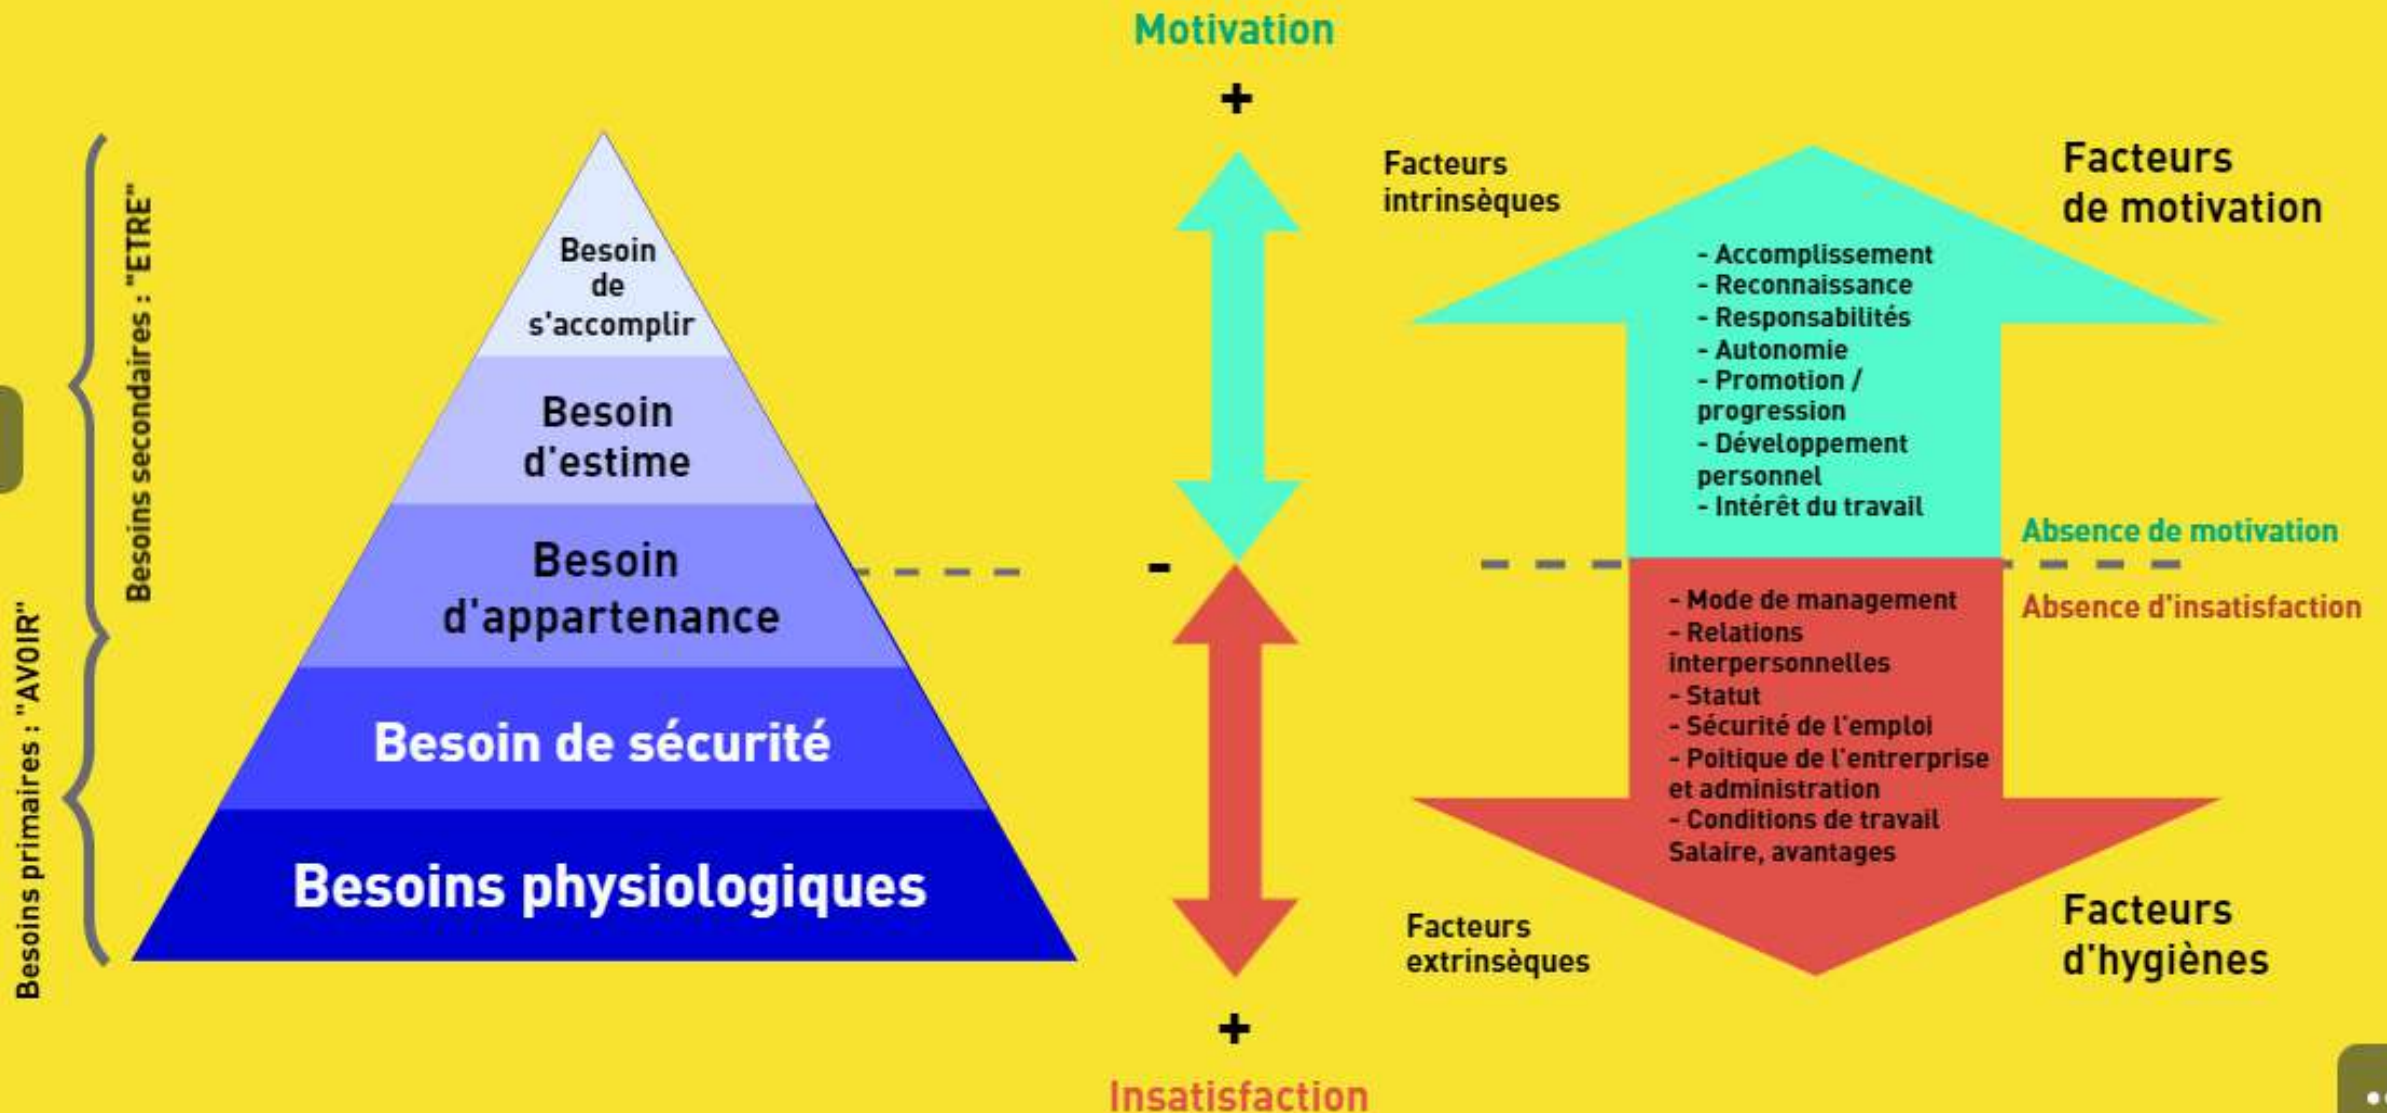 Motivation
+
Besoins secondaires : "ETRE"
Besoins primaires : "AVOIR"
Besoin
de
s'accomplir
Besoin
d'estime
Besoin
d'appartenance
Besoin de sécurité
Besoins physiologiques
-
+
Insatisfaction
Facteurs
intrinsèques
Facteurs
de motivation
- Accomplissement
- Reconnaissance
- Responsabilités
- Autonomie
- Promotion /
progression
- Développement
personnel
- Intérêt du travail
Absence de motivation
Absence d'insatisfaction
- Mode de management
- Relations
interpersonnelles
- Statut
- Sécurité de l'emploi
- Poitique de l'entrerprise
et administration
- Conditions de travail
Salaire, avantages
Facteurs
extrinsèques
Facteurs
d'hygiènes